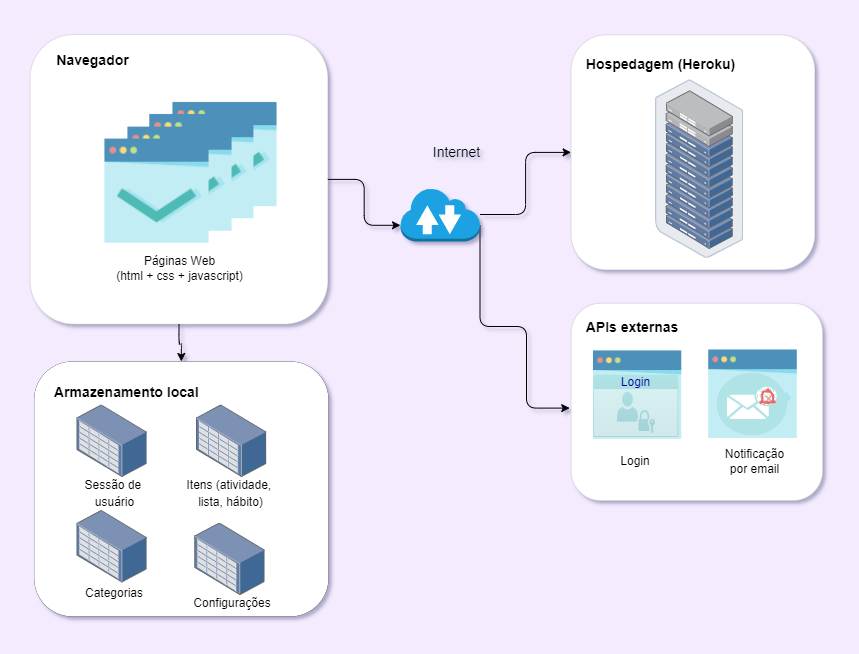 Navegador
Páginas Web
(html + css + javascript)
Internet
Hospedagem (Heroku)
APIs externas
Login
Login
Notificação
por email
Armazenamento local
Sessão de
usuário
Itens (atividade,
lista, hábito)
Categorias
Configurações